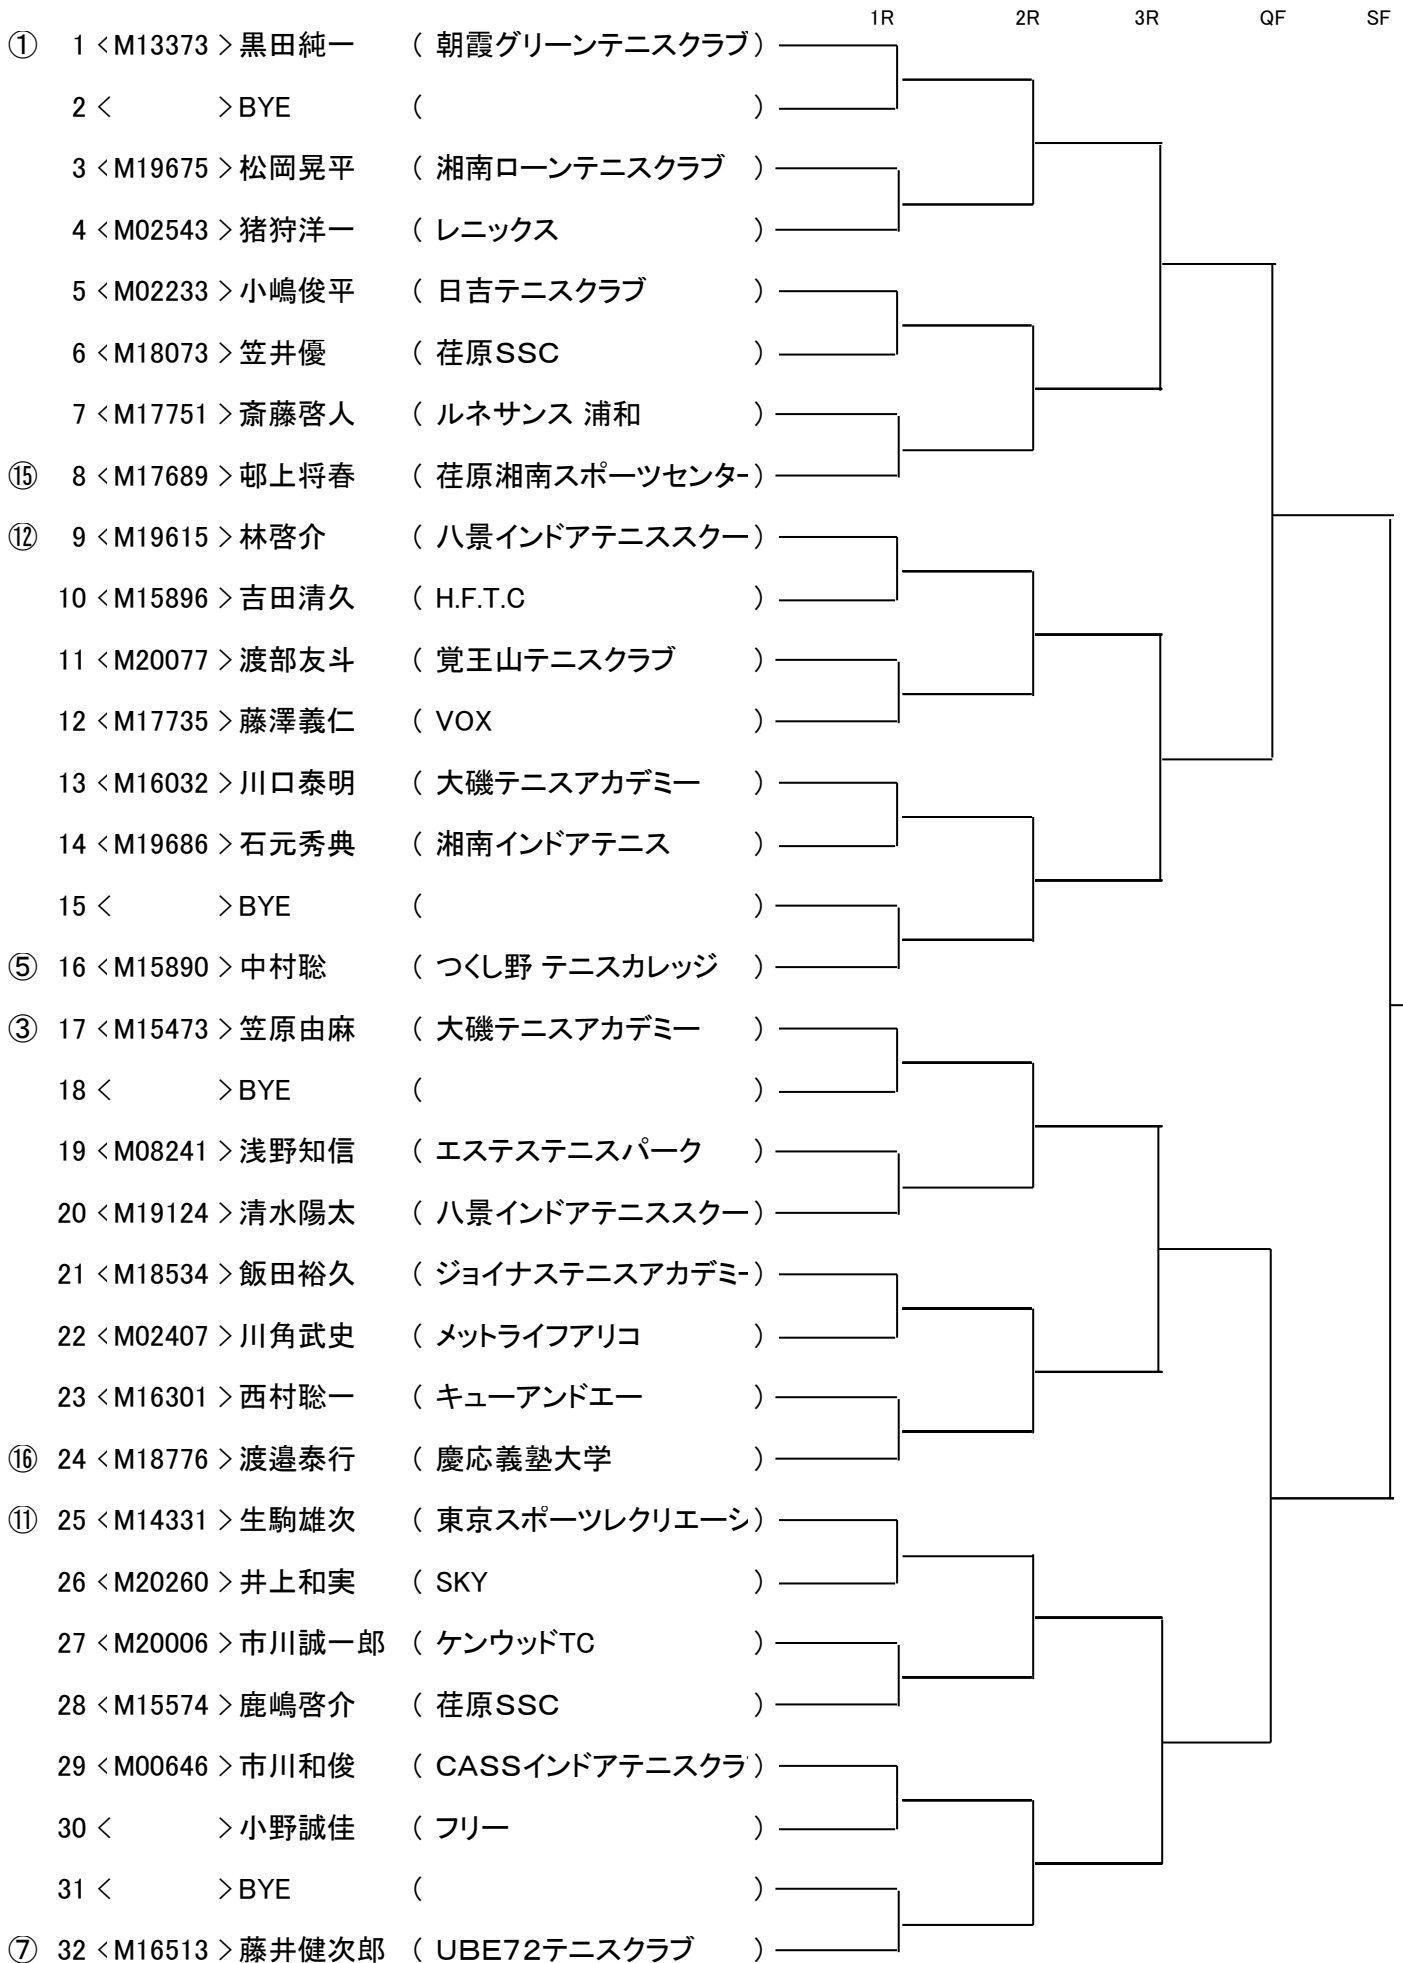 1R 2R 3R QF SF
① 1 <M13373 > 黒田純一 ( 朝霞グリーンテニスクラブ )
2 < > BYE ( )
3 <M19675 > 松岡晃平 ( 湘南ローンテニスクラブ )
4 <M02543 > 猪狩洋一 ( レニックス )
5 <M02233 > 小嶋俊平 ( 日吉テニスクラブ )
6 <M18073 > 笠井優 ( 荏原SSC )
7 <M17751 > 斎藤啓人 ( ルネサンス 浦和 )
⑮ 8 <M17689 > 邨上将春 ( 荏原湘南スポーツセンター )
⑫ 9 <M19615 > 林啓介 ( 八景インドアテニススクー )
10 <M15896 > 吉田清久 ( H.F.T.C )
11 <M20077 > 渡部友斗 ( 覚王山テニスクラブ )
12 <M17735 > 藤澤義仁 ( VOX )
13 <M16032 > 川口泰明 ( 大磯テニスアカデミー )
14 <M19686 > 石元秀典 ( 湘南インドアテニス )
15 < > BYE ( )
⑤ 16 <M15890 > 中村聡 ( つくし野 テニスカレッジ )
③ 17 <M15473 > 笠原由麻 ( 大磯テニスアカデミー )
18 < > BYE ( )
19 <M08241 > 浅野知信 ( エステステニスパーク )
20 <M19124 > 清水陽太 ( 八景インドアテニススクー )
21 <M18534 > 飯田裕久 ( ジョイナステニスアカデミー )
22 <M02407 > 川角武史 ( メットライフアリコ )
23 <M16301 > 西村聡一 ( キューアンドエー )
⑯ 24 <M18776 > 渡邉泰行 ( 慶応義塾大学 )
⑪ 25 <M14331 > 生駒雄次 ( 東京スポーツレクリエーシ )
26 <M20260 > 井上和実 ( SKY )
27 <M20006 > 市川誠一郎 ( ケンウッドTC )
28 <M15574 > 鹿嶋啓介 ( 荏原SSC )
29 <M00646 > 市川和俊 ( CASSインドアテニスクラ )
30 < > 小野誠佳 ( フリー )
31 < > BYE ( )
⑦ 32 <M16513 > 藤井健次郎 ( UBE72テニスクラブ )